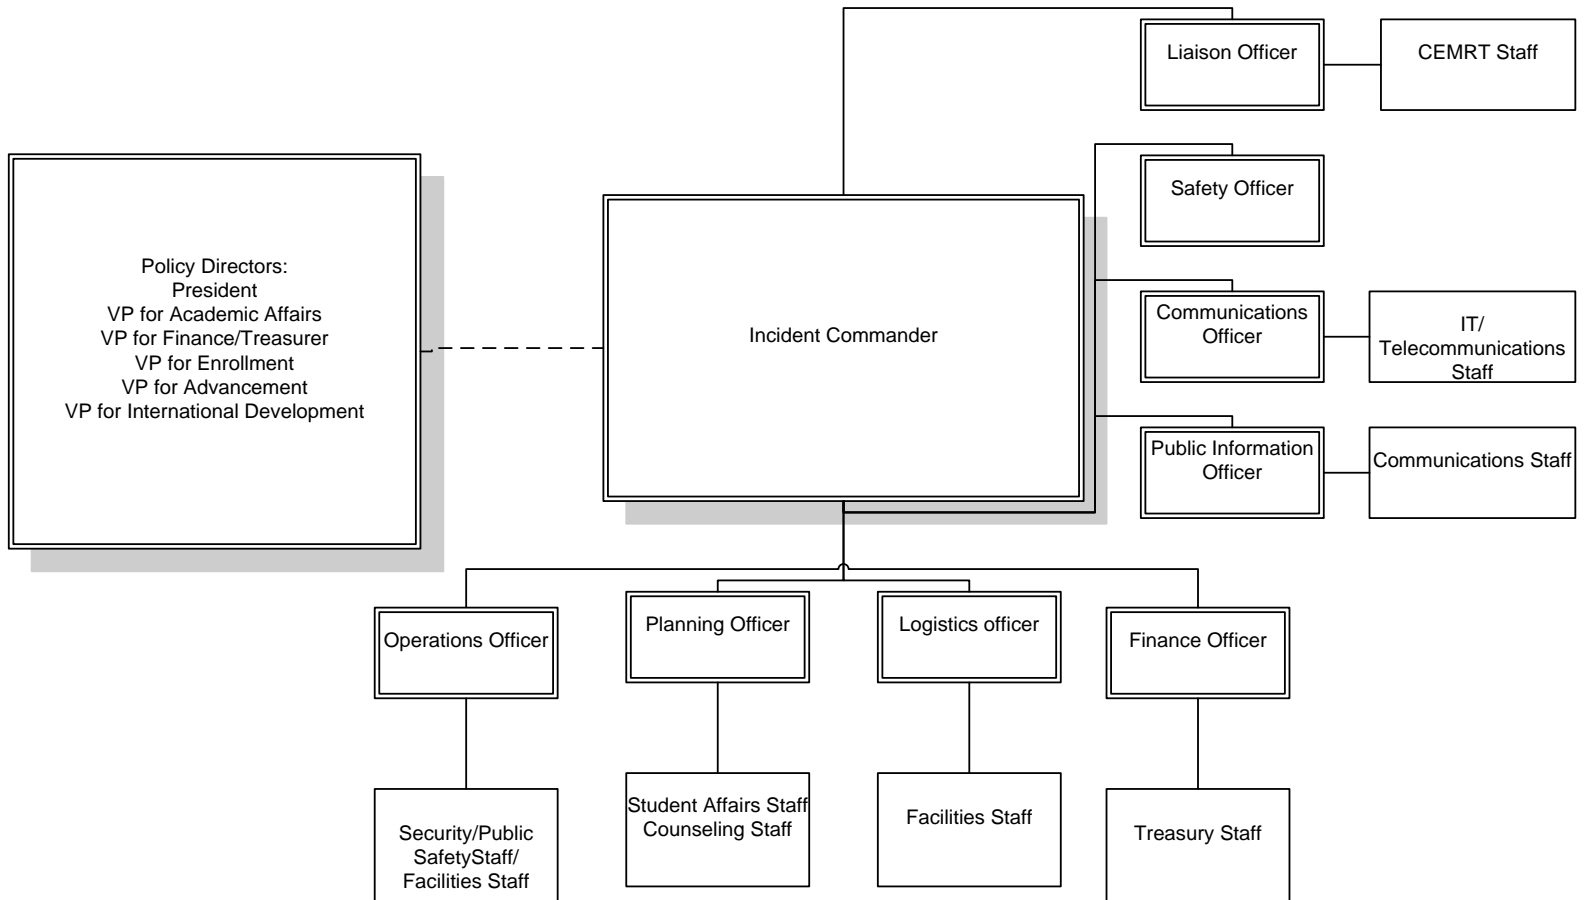 Liaison Officer
CEMRT Staff
Safety Officer
Policy Directors:
President
VP for Academic Affairs
VP for Finance/Treasurer
VP for Enrollment
VP for Advancement
VP for International Development
Incident Commander
Communications
Officer
IT/
Telecommunications
Staff
Public Information
Officer
Communications Staff
Operations Officer
Planning Officer
Logistics officer
Finance Officer
Security/Public
SafetyStaff/
Facilities Staff
Student Affairs Staff
Counseling Staff
Facilities Staff
Treasury Staff